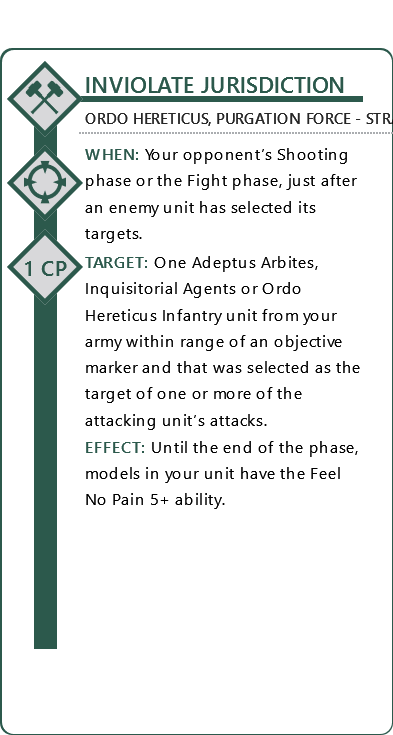 INVIOLATE JURISDICTION
ORDO HERETICUS, PURGATION FORCE - STRA
WHEN: Your opponent's Shooting
phase or the Fight phase, just after
an enemy unit has selected its
targets.
1 CP
TARGET: One Adeptus Arbites,
Inquisitorial Agents or Ordo
Hereticus Infantry unit from your
army within range of an objective
marker and that was selected as the
target of one or more of the
attacking unit's attacks.
EFFECT: Until the end of the phase,
models in your unit have the Feel
No Pain 5+ ability.